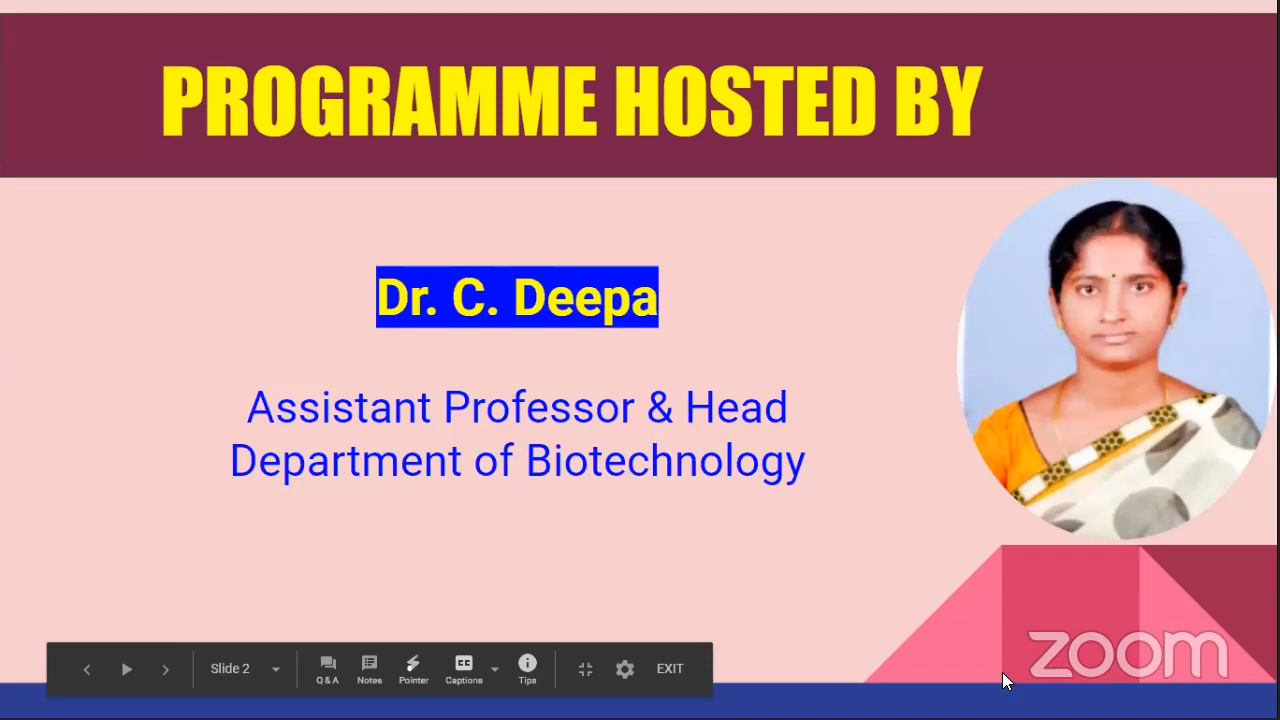 PROGRAMME HOSTED BY
Dr. C. Deepa
Assistant Professor & Head
Department of Biotechnology
zoom
Slide 2
Q & A
Notes
Pointer
CC
Captions
Tips
EXIT